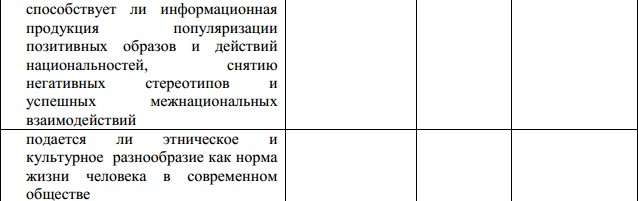 способствует ли информационная
продукция популяризации
позитивных образов и действий
национальностей, снятию
негативных стереотипов и
успешных межнациональных
взаимодействий
подается ли этническое и
культурное разнообразие как норма
жизни человека в современном
обществе